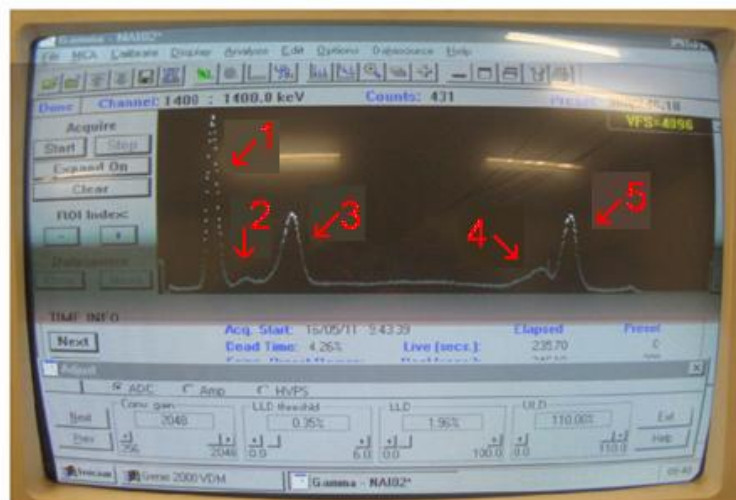 Gamma - NAI02*
File MCA Calibrate Display Analysis Edit Options Datasource Help
Done Channel: 1400 : 1400.0 keV Counts: 431
VFS=4096
Acquire
Start Stop
Expand On
Clear
ROI Index:
- +
1
2
3
4
5
TIME INFO
Next
Acq. Start: 16/05/11 9:43:39 Elapsed Preset
Dead Time: 4.26% Live (secs.): 235.70 0
Adjust
ADC Amp HVPS
Next
Prev
Conv. gain
2048
256 2048
LLD threshld
0.35%
0.0 6.0
LLD
1.96%
0.0 100.0
ULD
110.00%
0.0 110.0
Exit
Help
Genie 2000 VDM
Gamma - NAI02*